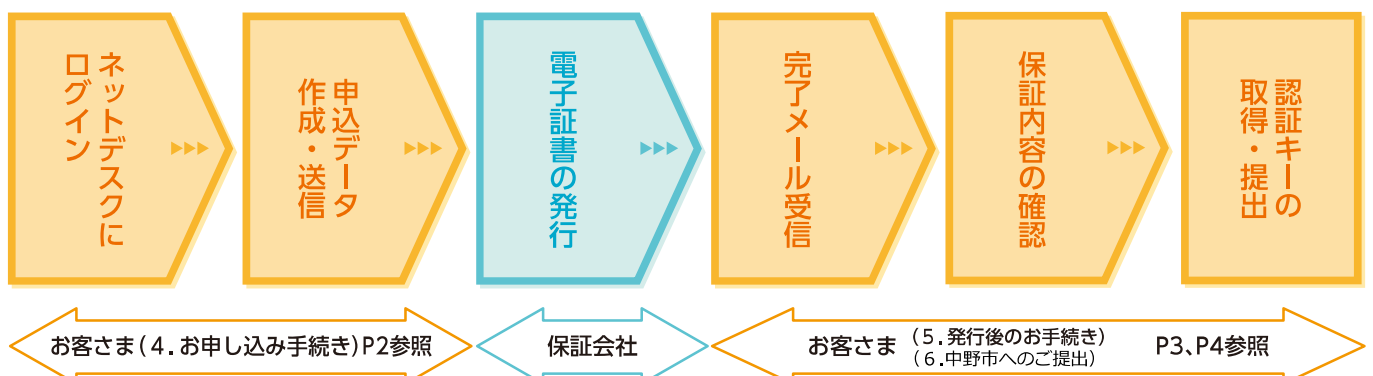 ネットデスクに
ログイン
申込データ
作成・送信
電子証書の発行
完了メール受信
保証内容の確認
認証キーの
取得・提出
お客さま(4.お申し込み手続き)P2参照
保証会社
お客さま (5.発行後のお手続き) P3、P4参照
(6.中野市へのご提出)